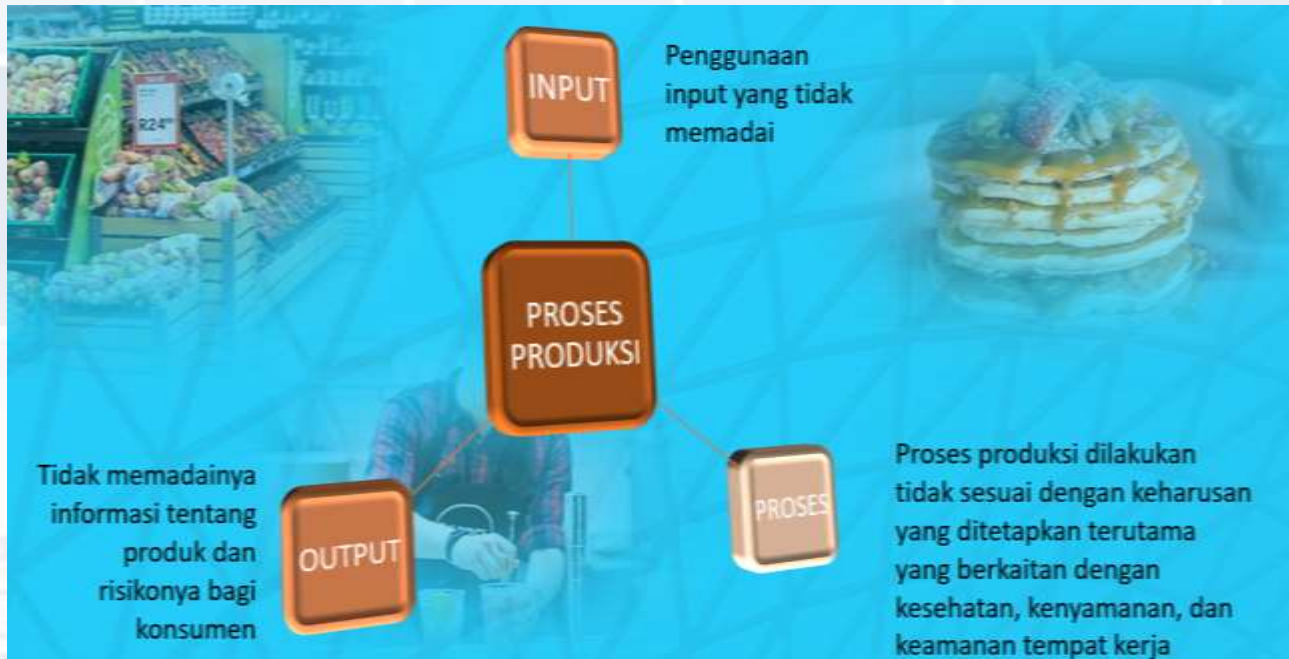 INPUT
Penggunaan
input yang tidak
memadai
R24
PROSES
PRODUKSI
Tidak memadainya
informasi tentang
produk dan
risikonya bagi
konsumen
OUTPUT
PROSES
Proses produksi dilakukan
tidak sesuai dengan keharusan
yang ditetapkan terutama
yang berkaitan dengan
kesehatan, kenyamanan, dan
keamanan tempat kerja